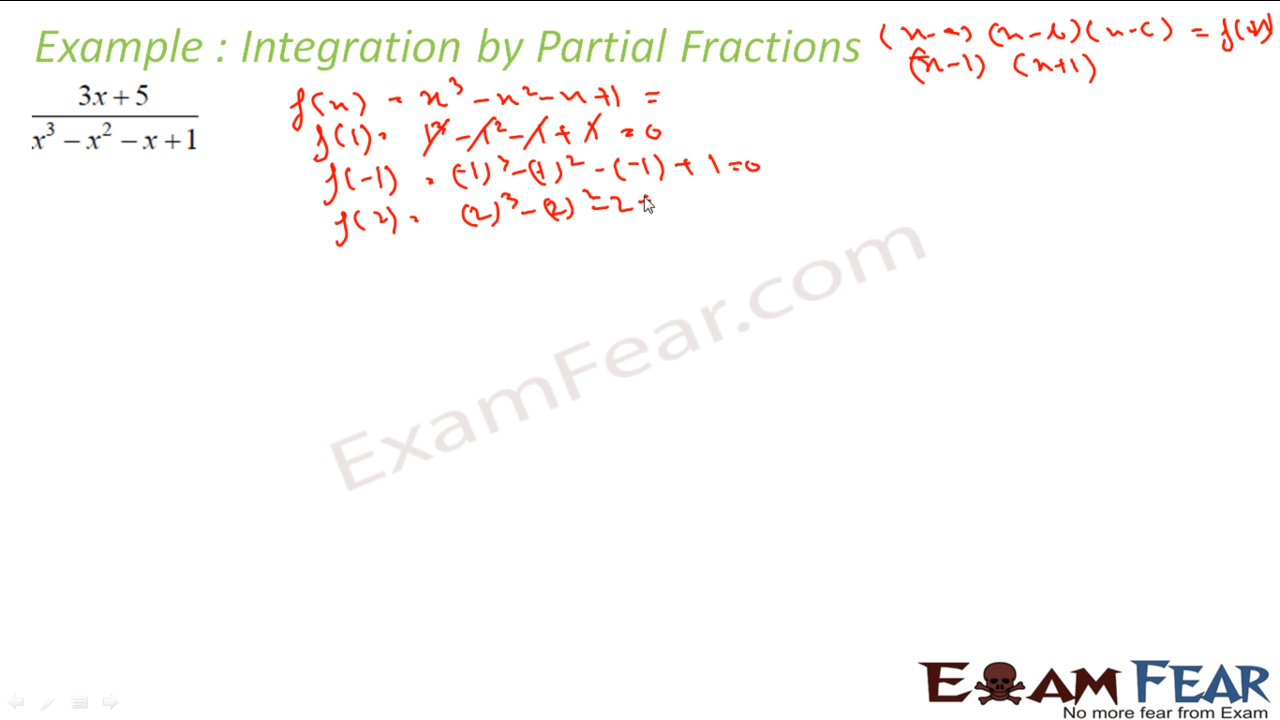 Example : Integration by Partial Fractions
(x-a) (x-b) (x-c) = f(x)
(x-1) (x+1)
3x + 5
x³ − x² − x + 1
f(x) = x³ - x² - x + 1 =
f(1) = 1³ - 1² - 1 + 1 = 0
f(-1) = (-1)³ - (1)² - (-1) + 1 = 0
f(2) = (2)³ - (2)² - 2 +
ExamFear.com
EXAM FEAR
No more fear from Exam